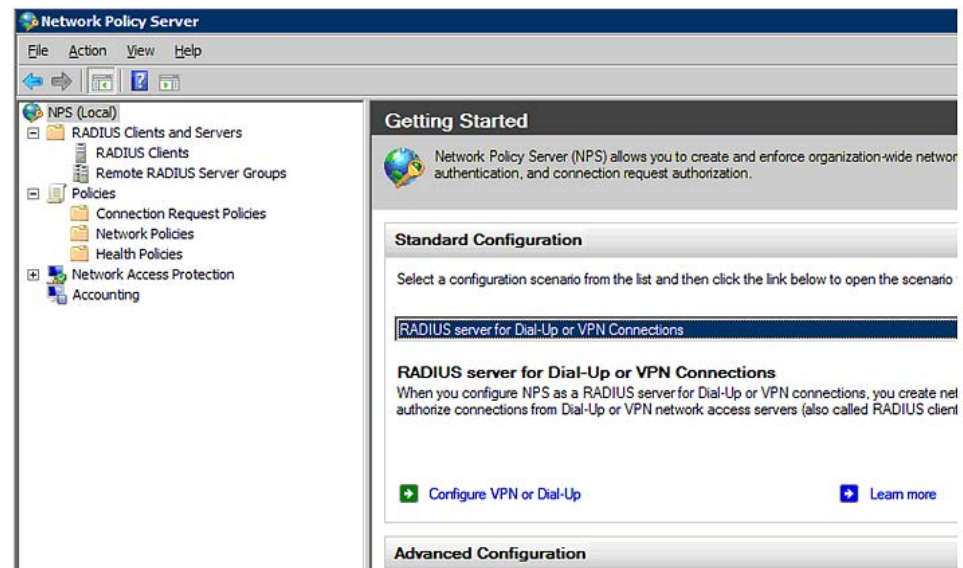 Network Policy Server
File Action View Help
NPS (Local)
RADIUS Clients and Servers
RADIUS Clients
Remote RADIUS Server Groups
Policies
Connection Request Policies
Network Policies
Health Policies
Network Access Protection
Accounting
Getting Started
Network Policy Server (NPS) allows you to create and enforce organization-wide networ
authentication, and connection request authorization.
Standard Configuration
Select a configuration scenario from the list and then click the link below to open the scenario
RADIUS server for Dial-Up or VPN Connections
RADIUS server for Dial-Up or VPN Connections
When you configure NPS as a RADIUS server for Dial-Up or VPN connections, you create net
authorize connections from Dial-Up or VPN network access servers (also called RADIUS client
Configure VPN or Dial-Up
Learn more
Advanced Configuration